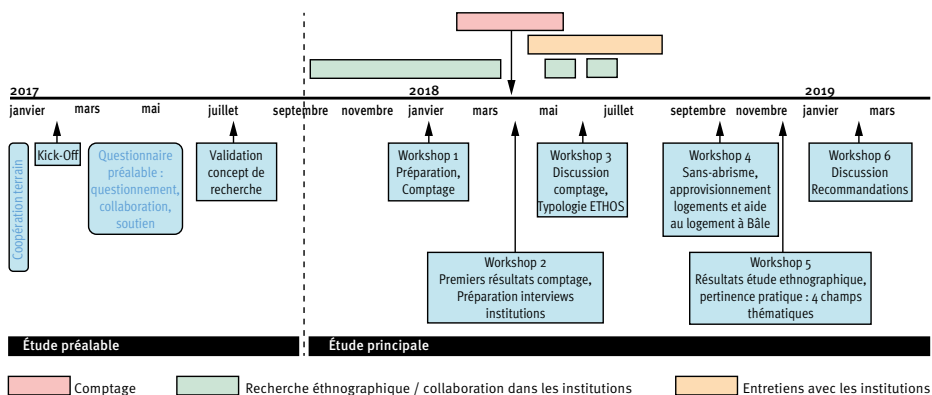 2017
2018
2019
janvier
mars
mai
juillet
septembre
novembre
janvier
mars
mai
juillet
septembre
novembre
janvier
mars
Coopération terrain
Kick-Off
Questionnaire
préalable :
questionnement,
collaboration,
soutien
Validation
concept de
recherche
Workshop 1
Préparation,
Comptage
Workshop 3
Discussion
comptage,
Typologie ETHOS
Workshop 4
Sans-abrisme,
approvisionnement
logements et aide
au logement à Bâle
Workshop 6
Discussion
Recommandations
Workshop 2
Premiers résultats comptage,
Préparation interviews
institutions
Workshop 5
Résultats étude ethnographique,
pertinence pratique : 4 champs
thématiques
Étude préalable
Étude principale
Comptage
Recherche éthnographique / collaboration dans les institutions
Entretiens avec les institutions